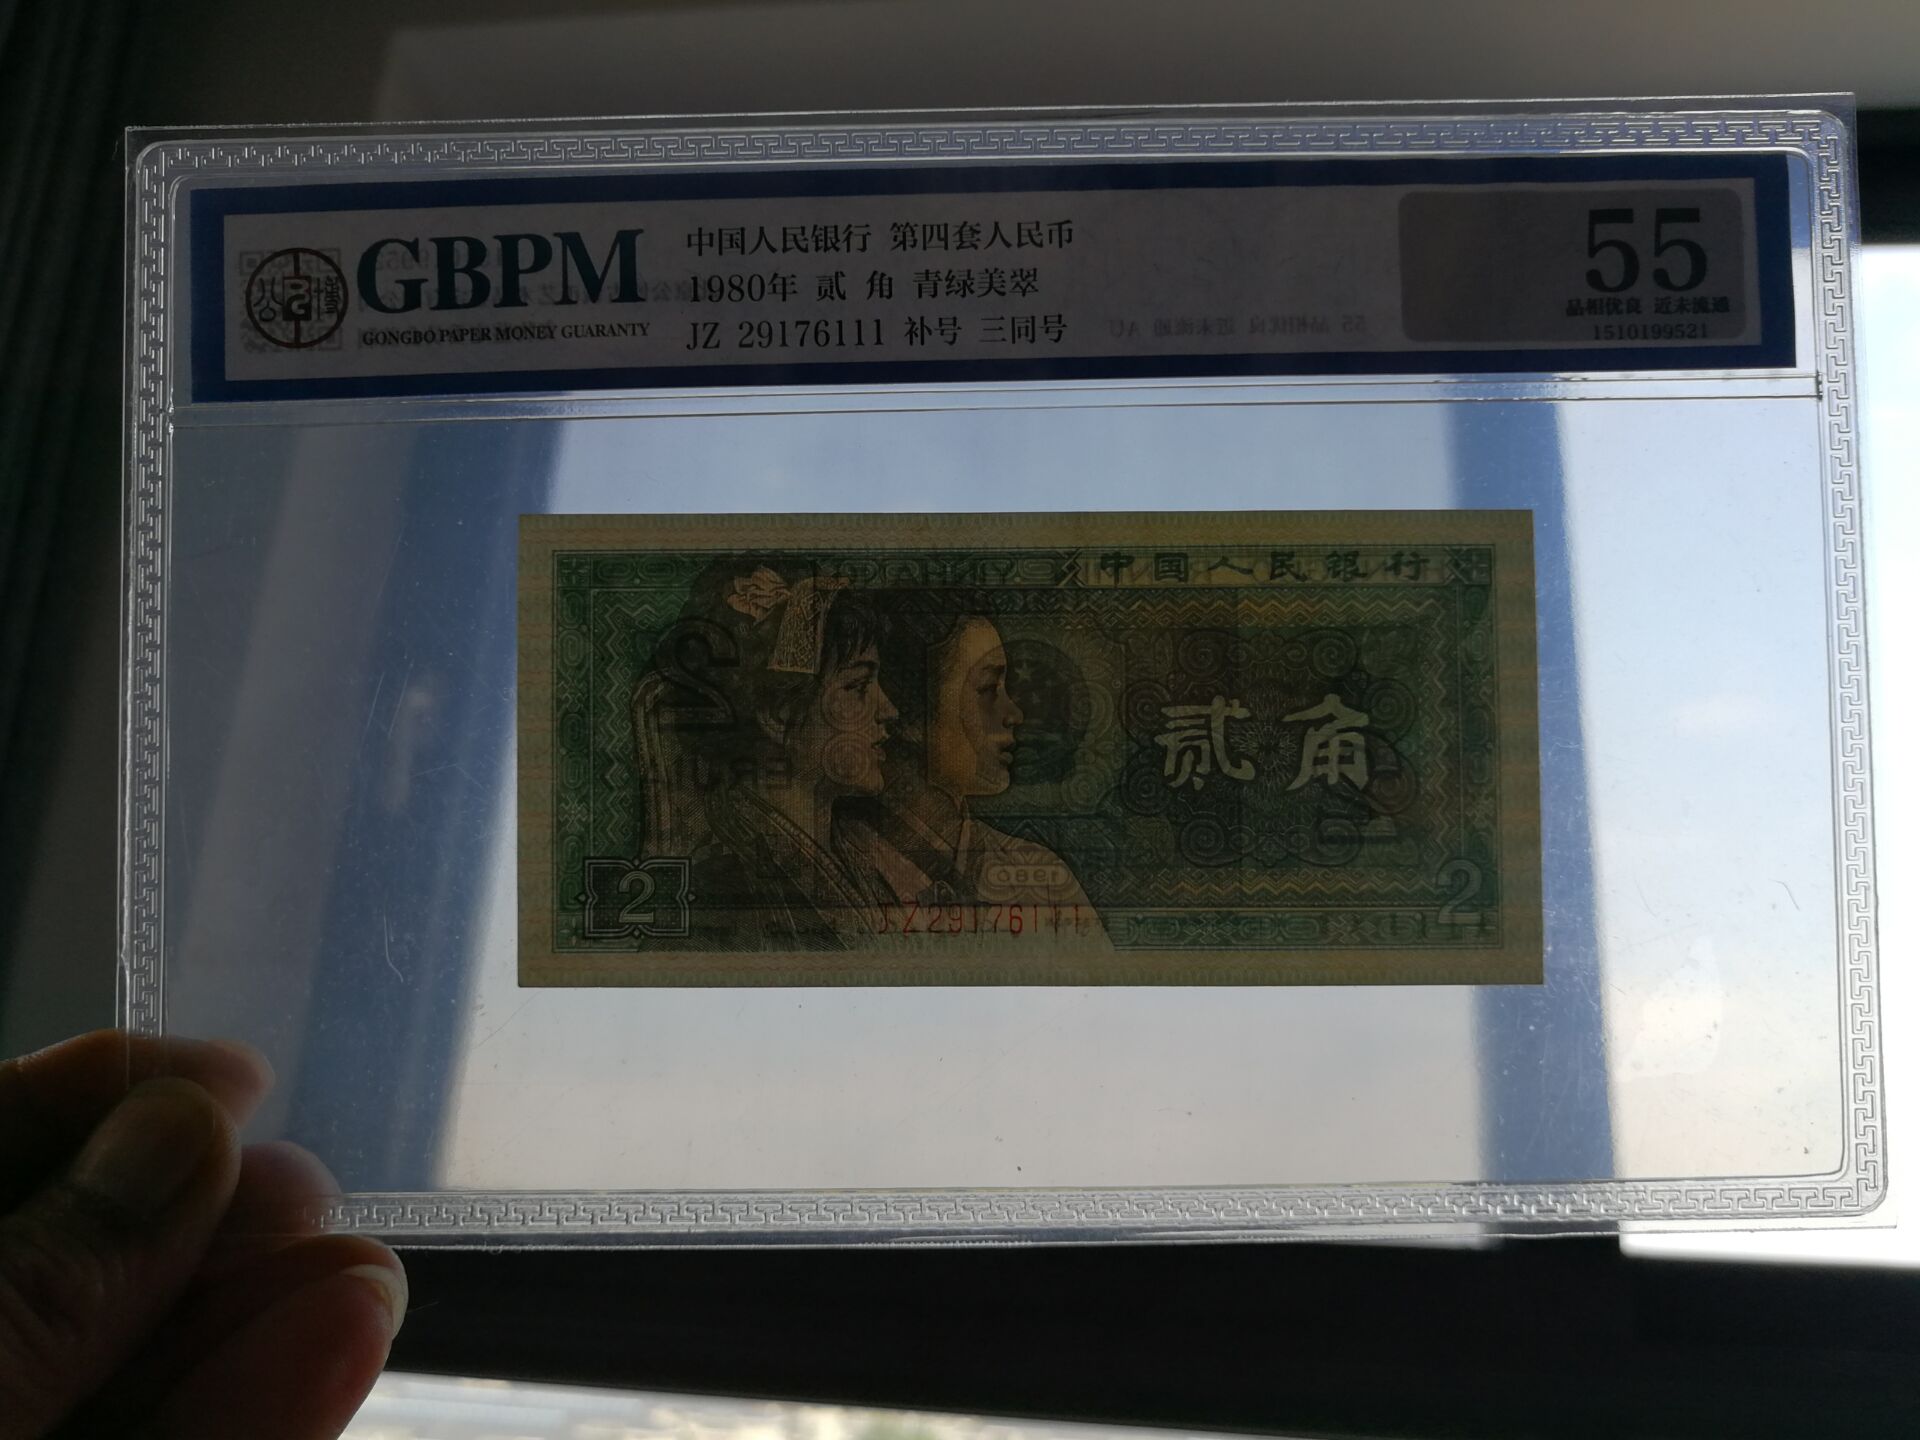 GBPM
GONGBO PAPER MONEY GUARANTY
公博
中国人民银行 第四套人民币
1980年 贰 角 青绿美翠
JZ 29176111 补号 三同号
55
品相优良 近未流通
1510199521
中国人民银行
贰角
2
1980
JZ29176111
2